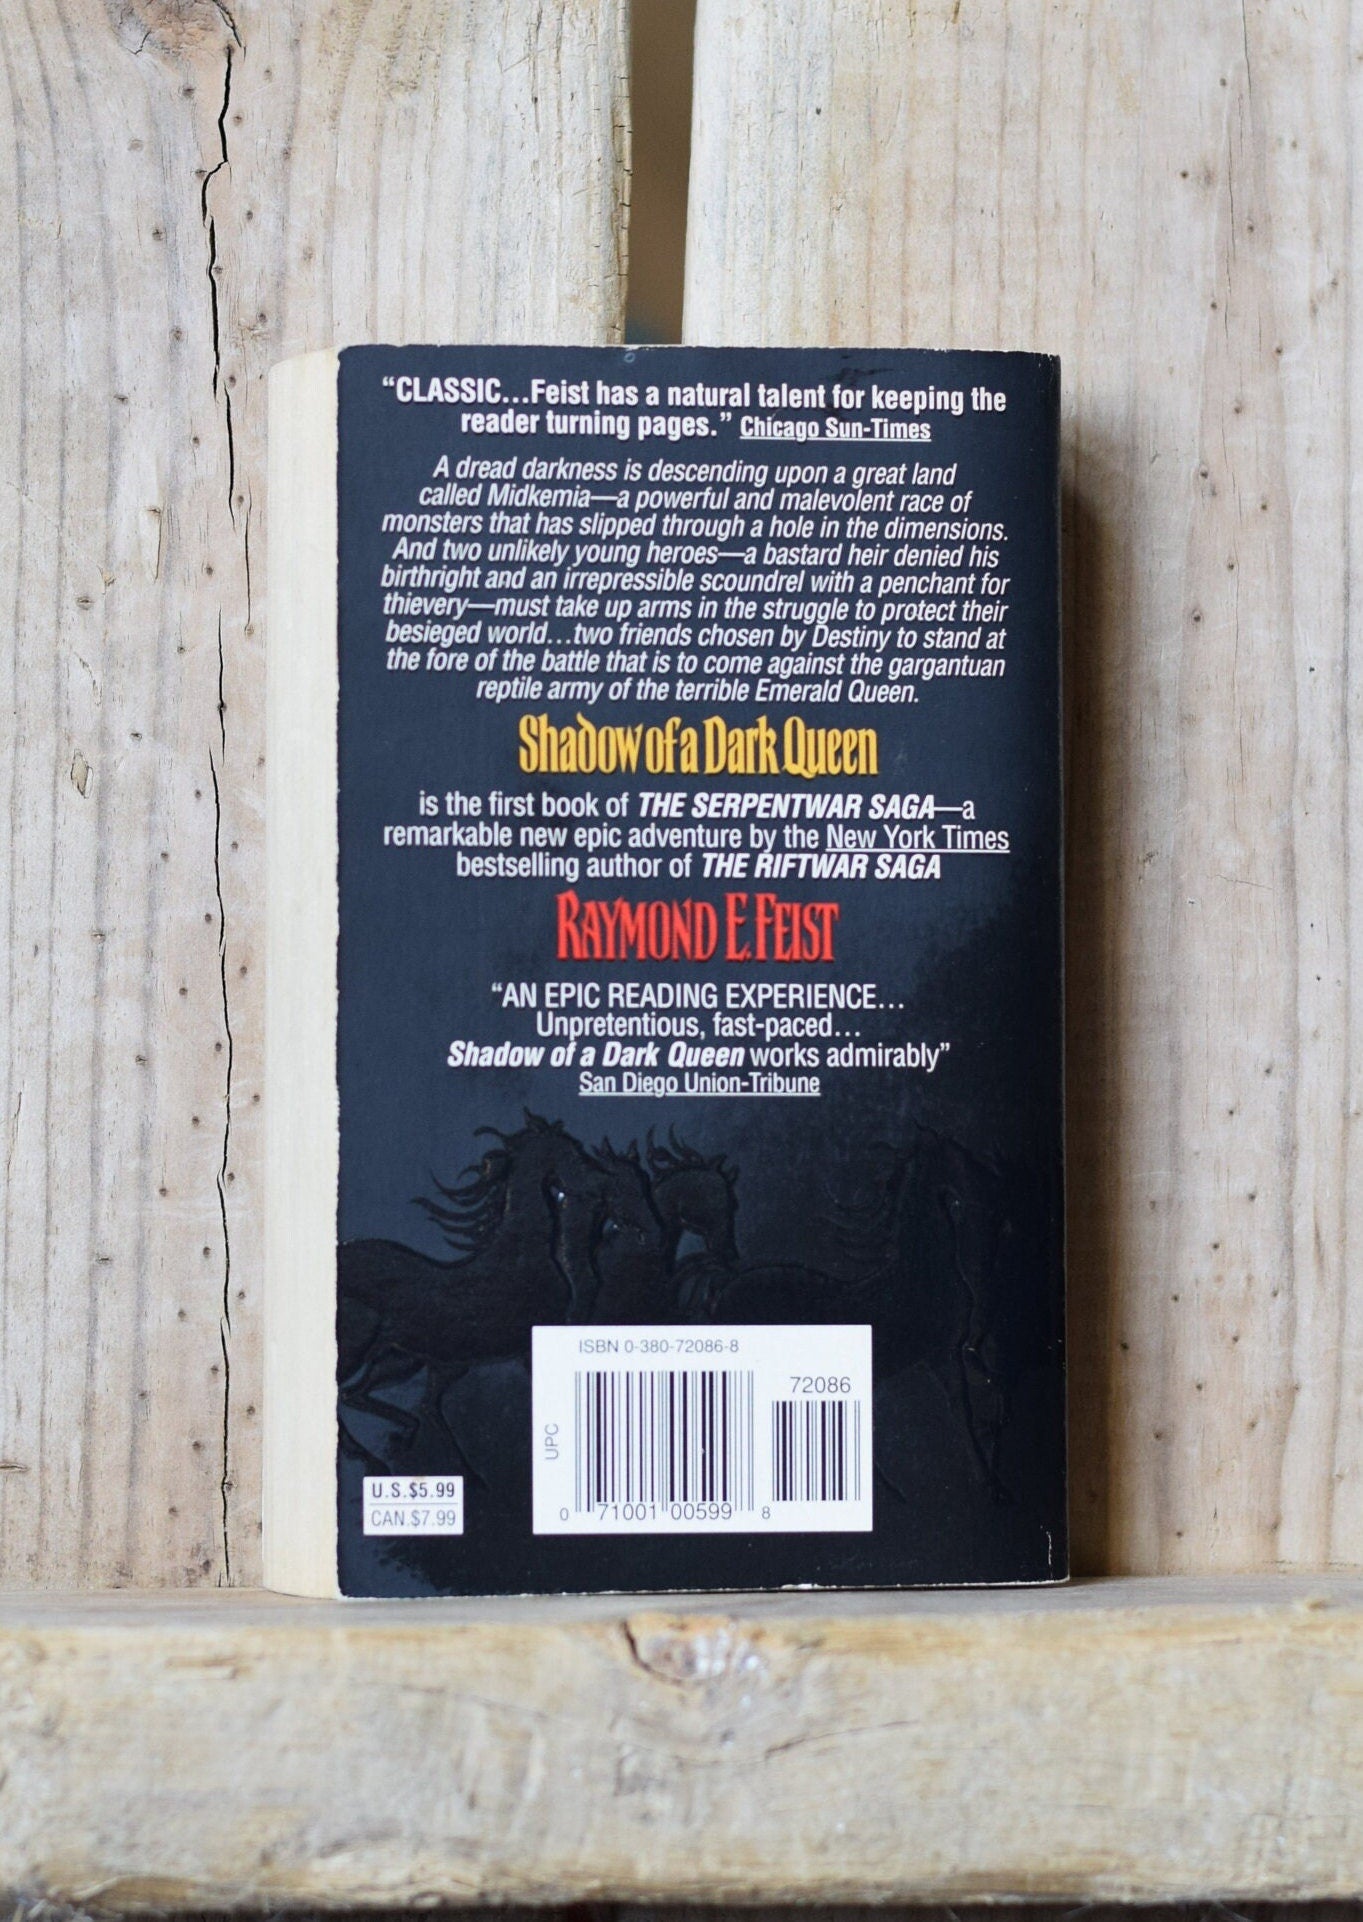 “CLASSIC...Feist has a natural talent for keeping the
reader turning pages.” Chicago Sun-Times
A dread darkness is descending upon a great land
called Midkemia—a powerful and malevolent race of
monsters that has slipped through a hole in the dimensions.
And two unlikely young heroes—a bastard heir denied his
birthright and an irrepressible scoundrel with a penchant for
thievery—must take up arms in the struggle to protect their
besieged world...two friends chosen by Destiny to stand at
the fore of the battle that is to come against the gargantuan
reptile army of the terrible Emerald Queen.
Shadow of a Dark Queen
is the first book of THE SERPENTWAR SAGA—a
remarkable new epic adventure by the New York Times
bestselling author of THE RIFTWAR SAGA
RAYMOND E. FEIST
“AN EPIC READING EXPERIENCE...
Unpretentious, fast-paced...
Shadow of a Dark Queen works admirably”
San Diego Union-Tribune
ISBN 0-380-72086-8
72086
UPC
0 71001 00599 8
U.S.$5.99
CAN.$7.99